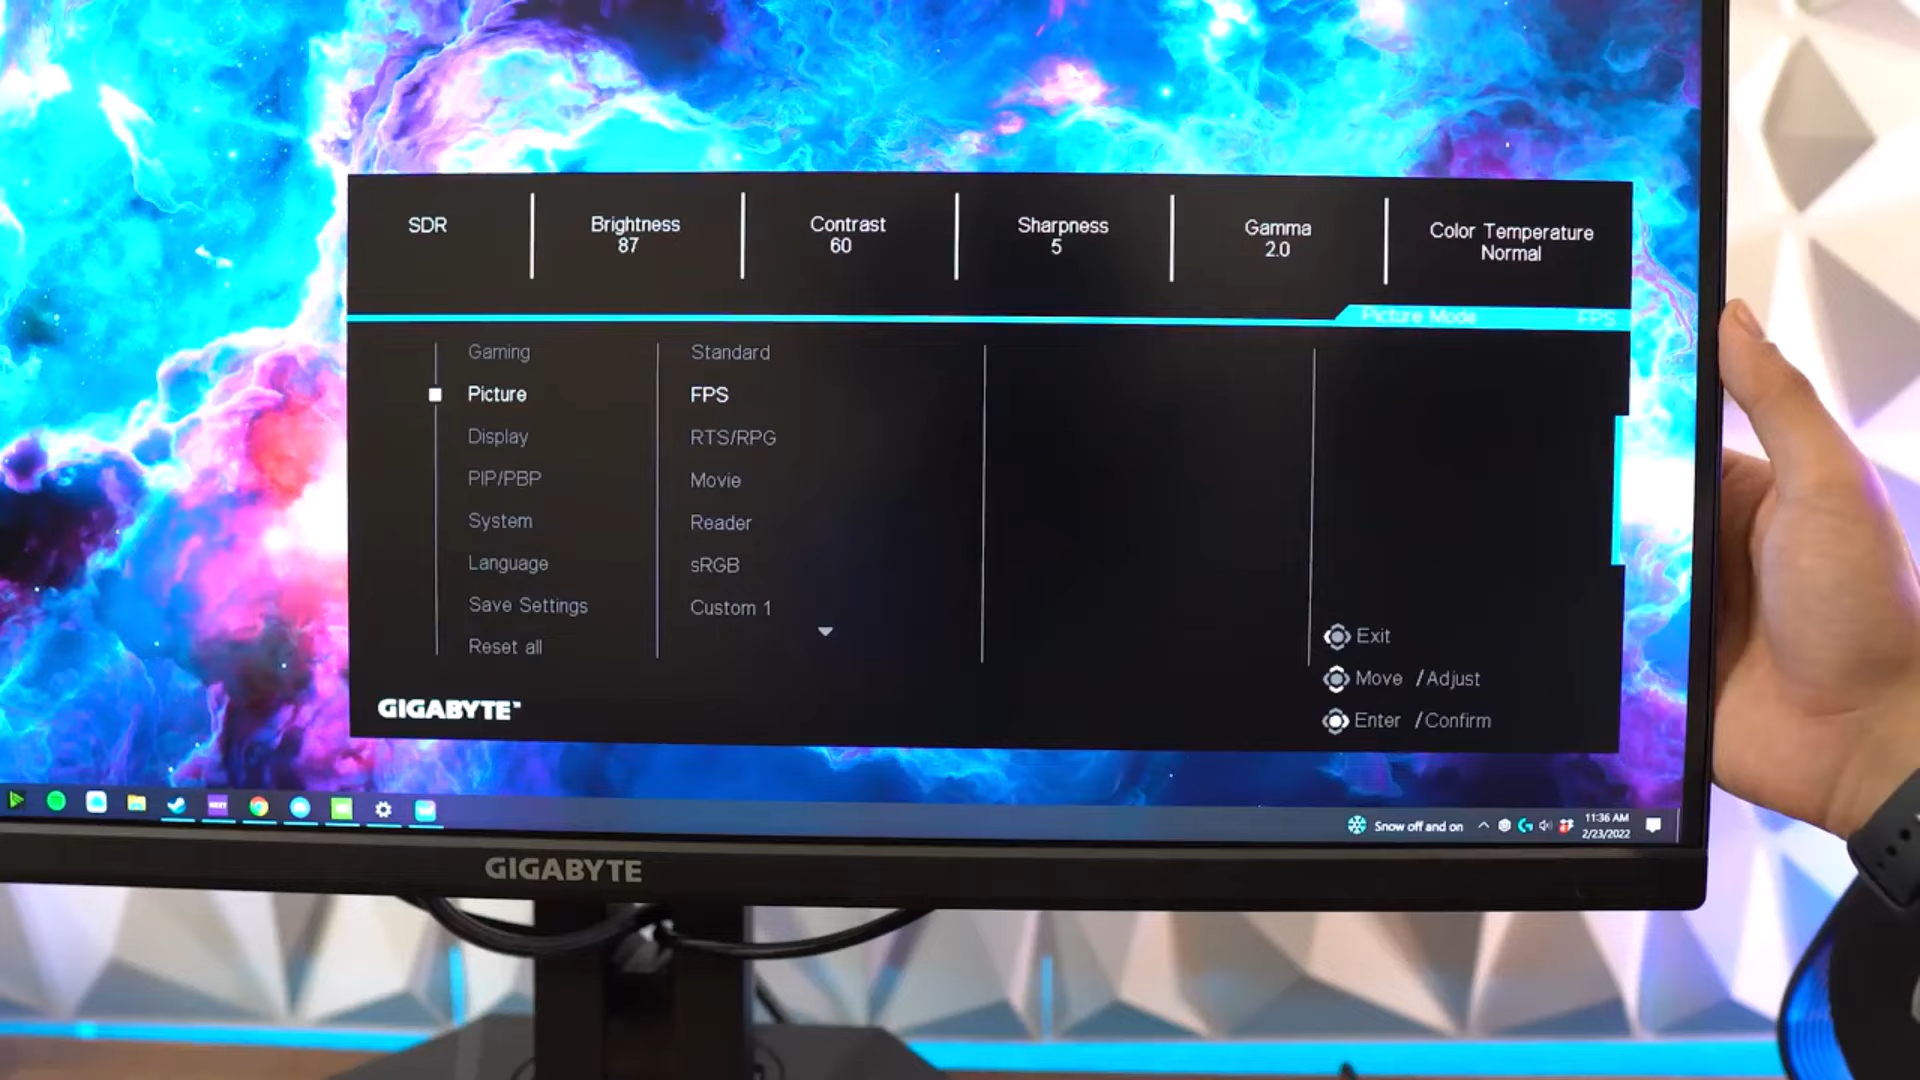 SDR
Brightness
87
Contrast
60
Sharpness
5
Gamma
2.0
Color Temperature
Normal
Picture Mode FPS
Gaming
Picture
Display
PIP/PBP
System
Language
Save Settings
Reset all
Standard
FPS
RTS/RPG
Movie
Reader
sRGB
Custom 1
Exit
Move /Adjust
Enter /Confirm
GIGABYTE™
Snow off and on
11:36 AM
2/23/2022
GIGABYTE